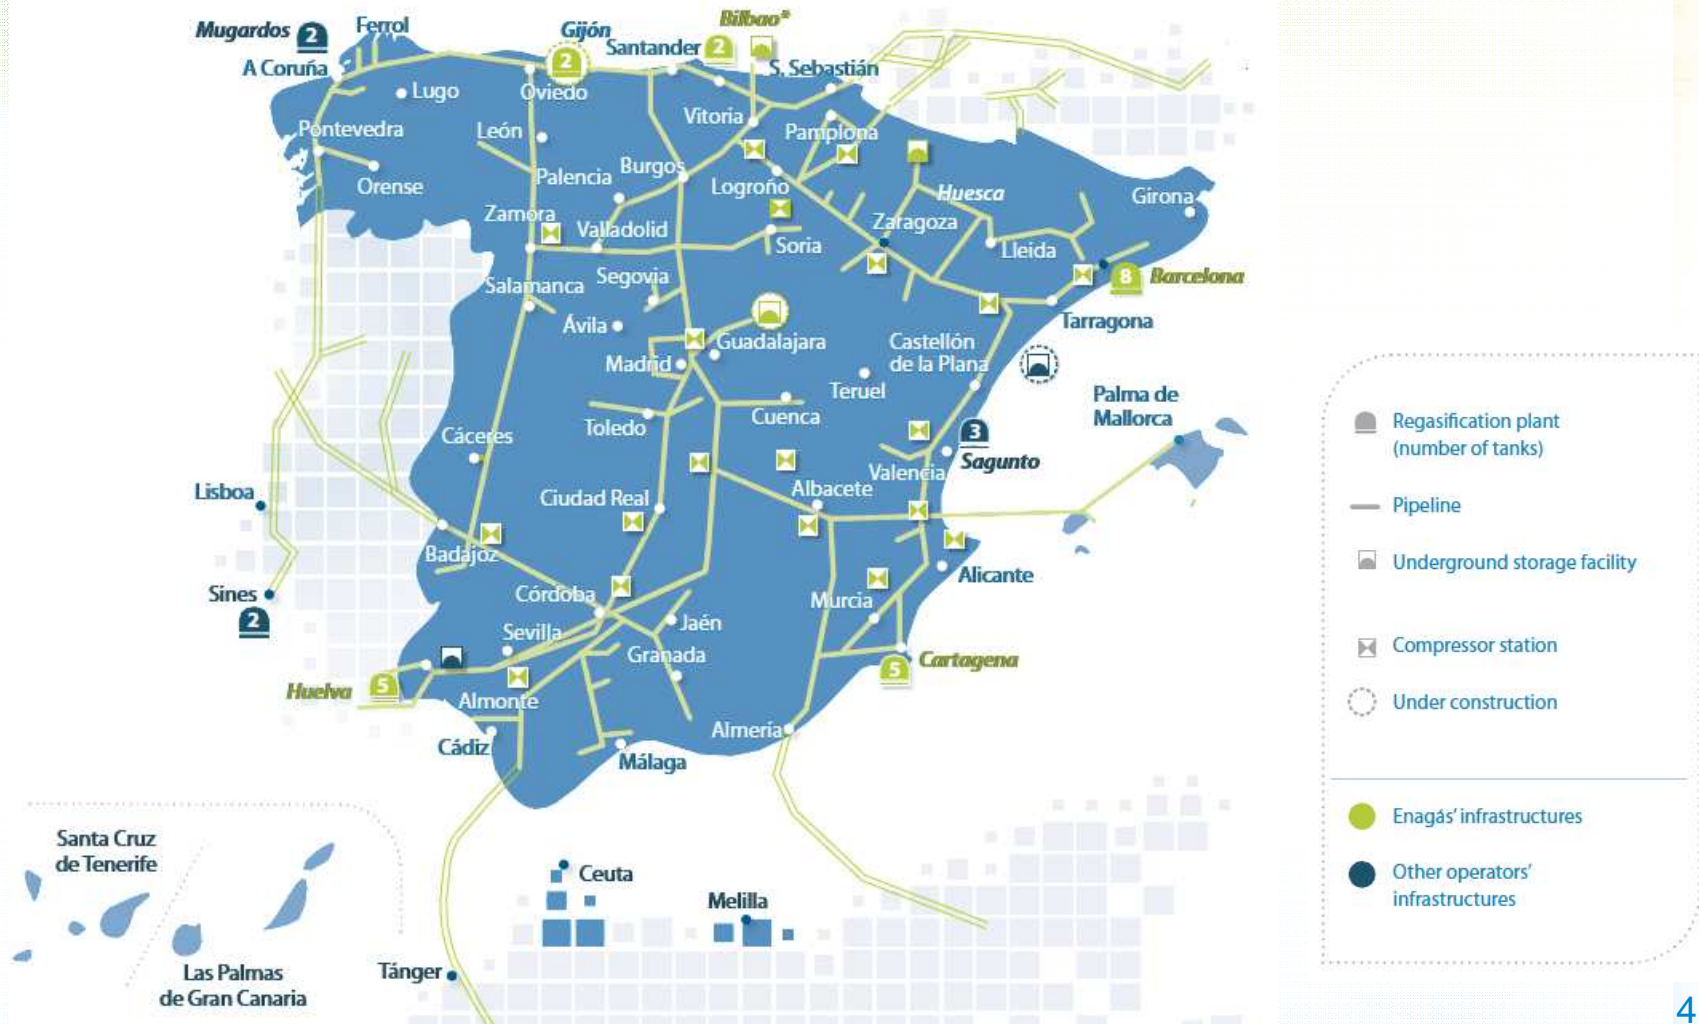 Mugardos
2
Ferrol
Gijón
2
Bilbao*
Santander
2
A Coruña
S. Sebastián
Lugo
Oviedo
Pontevedra
León
Vitoria
Pamplona
Orense
Palencia
Burgos
Logroño
Huesca
Girona
Zamora
Valladolid
Zaragoza
Soria
Lleida
Salamanca
Segovia
8
Barcelona
Ávila
Tarragona
Guadalajara
Castellón
de la Plana
Madrid
Teruel
Palma de
Mallorca
Cuenca
Toledo
Cáceres
3
Sagunto
Valencia
Lisboa
Ciudad Real
Albacete
Badajoz
Alicante
Sines
2
Córdoba
Murcia
Sevilla
Jaén
Granada
Cartagena
5
Huelva
5
Almonte
Almería
Cádiz
Málaga
Santa Cruz
de Tenerife
Las Palmas
de Gran Canaria
Ceuta
Melilla
Tánger
Regasification plant
(number of tanks)
Pipeline
Underground storage facility
Compressor station
Under construction
Enagás' infrastructures
Other operators'
infrastructures
4